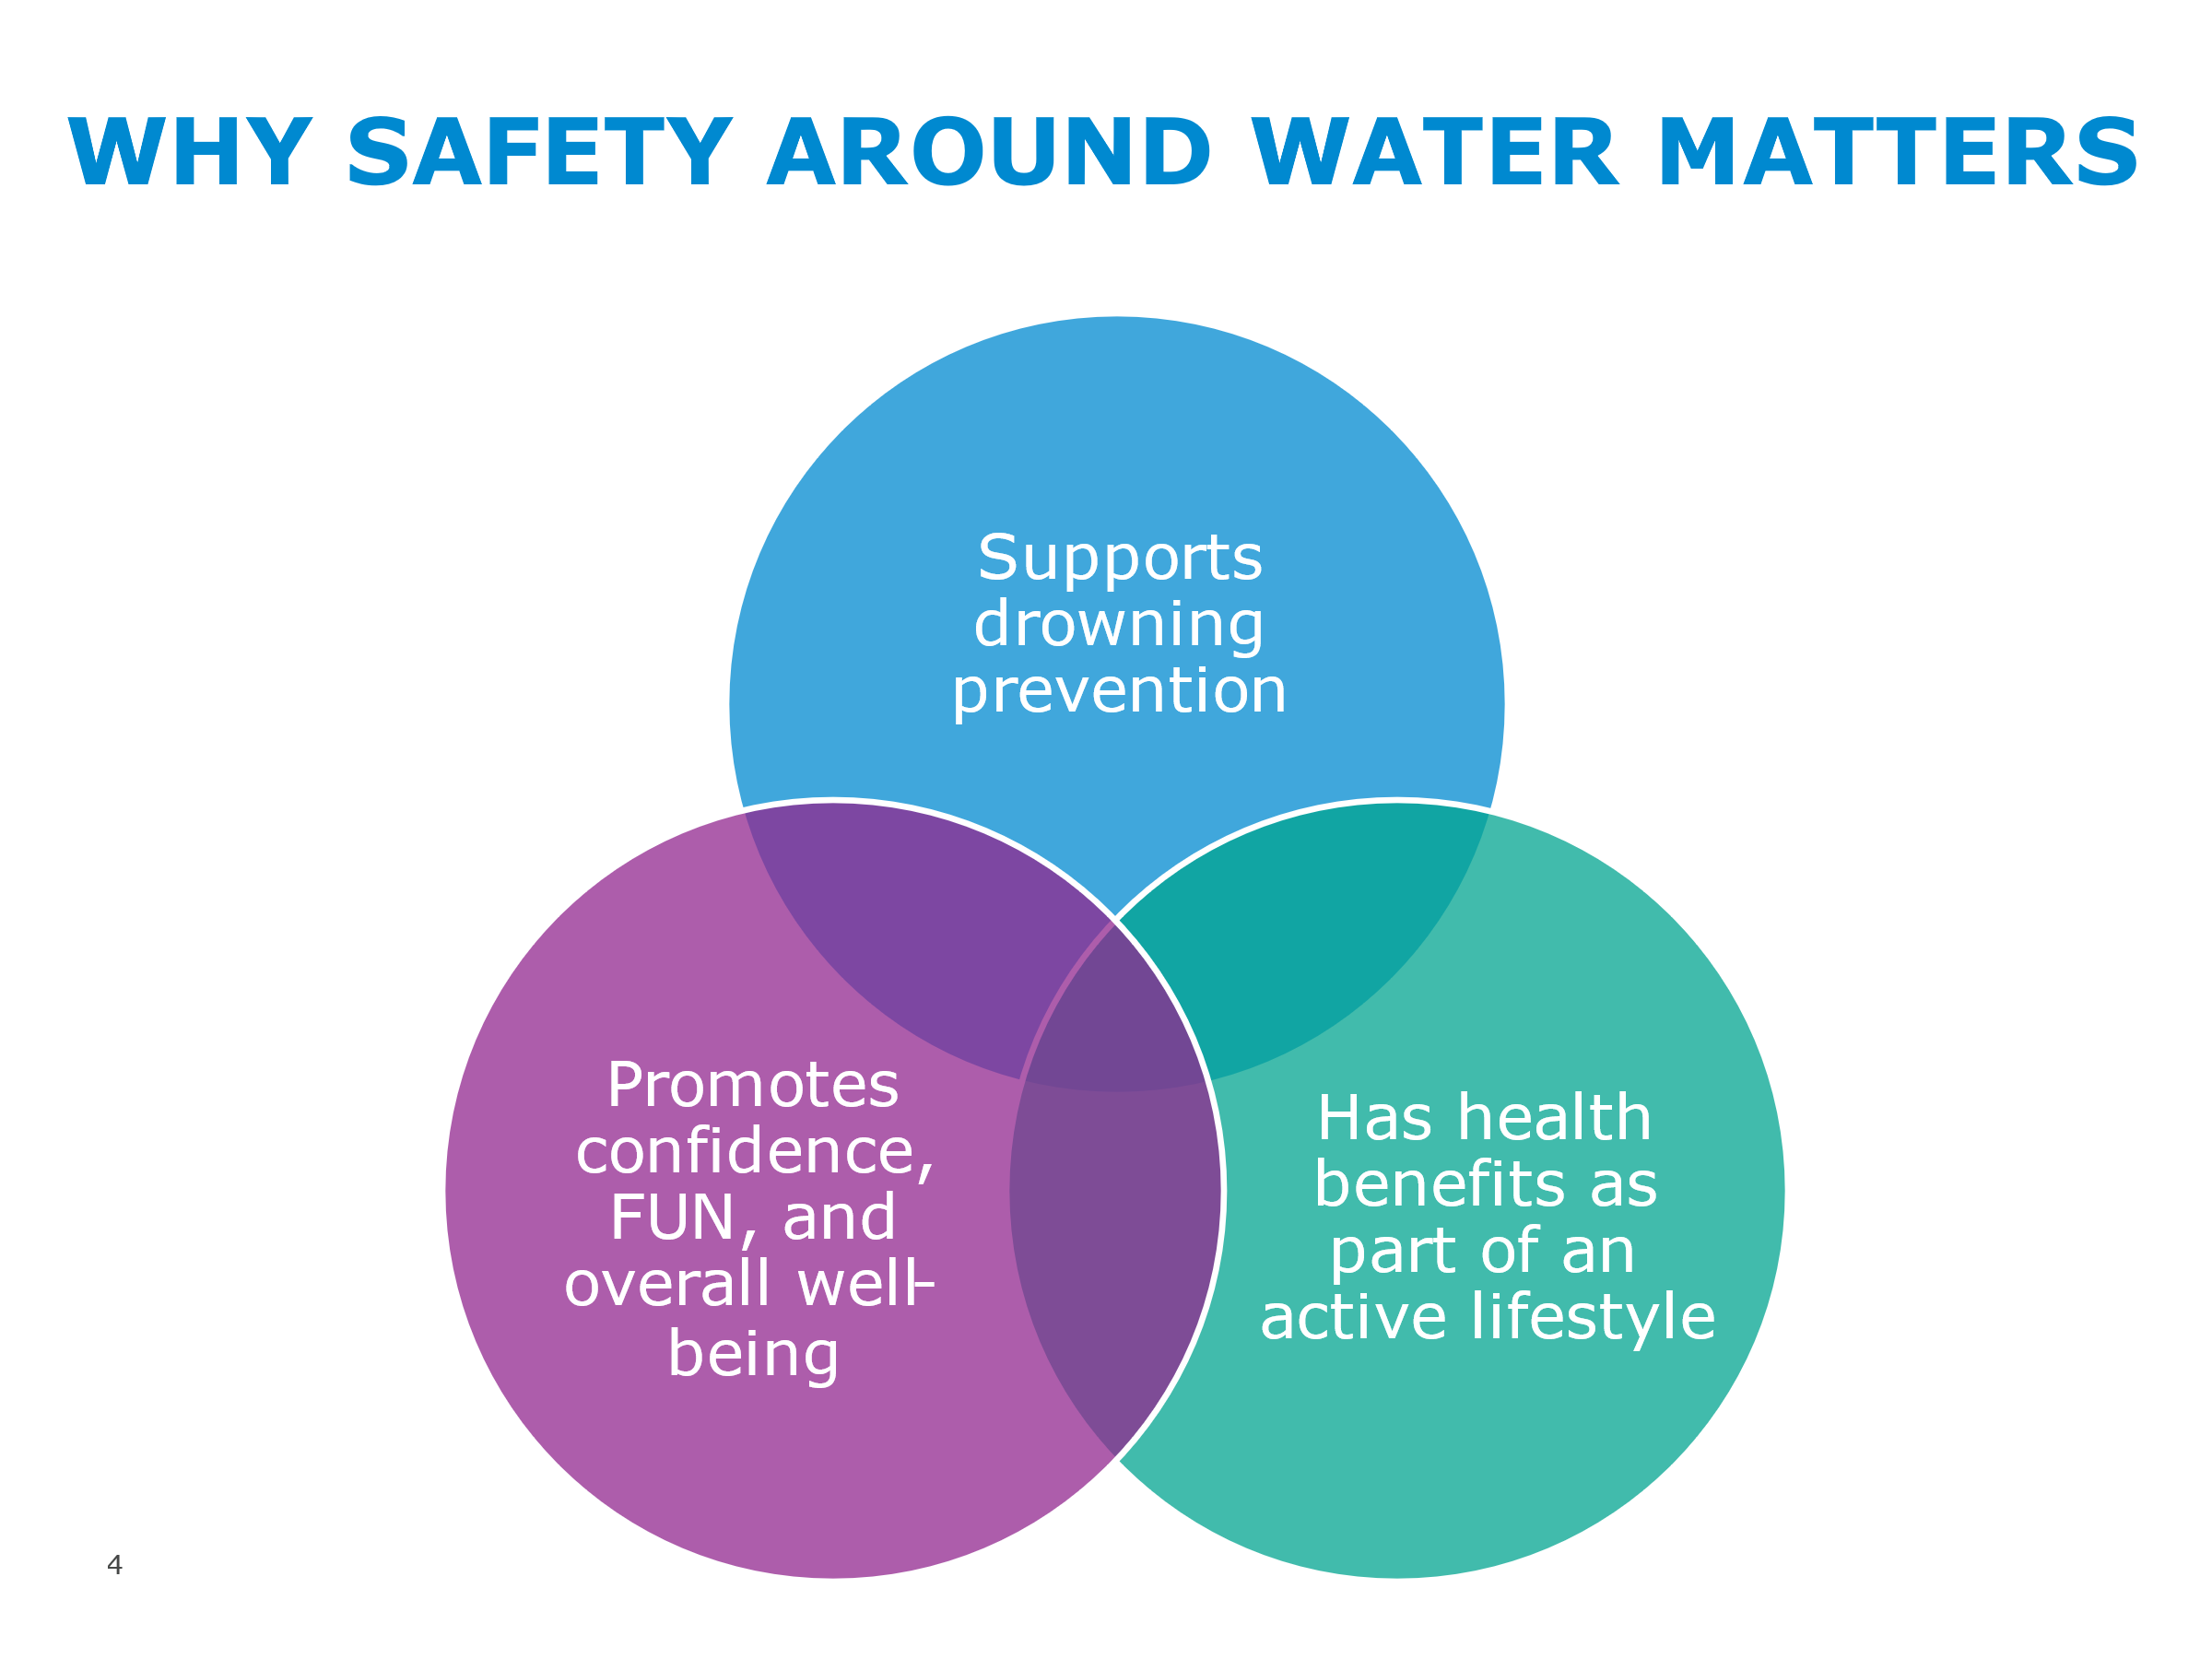 WHY SAFETY AROUND WATER MATTERS
Supports
drowning
prevention
Promotes
confidence,
FUN, and
overall well-
being
Has health
benefits as
part of an
active lifestyle
4